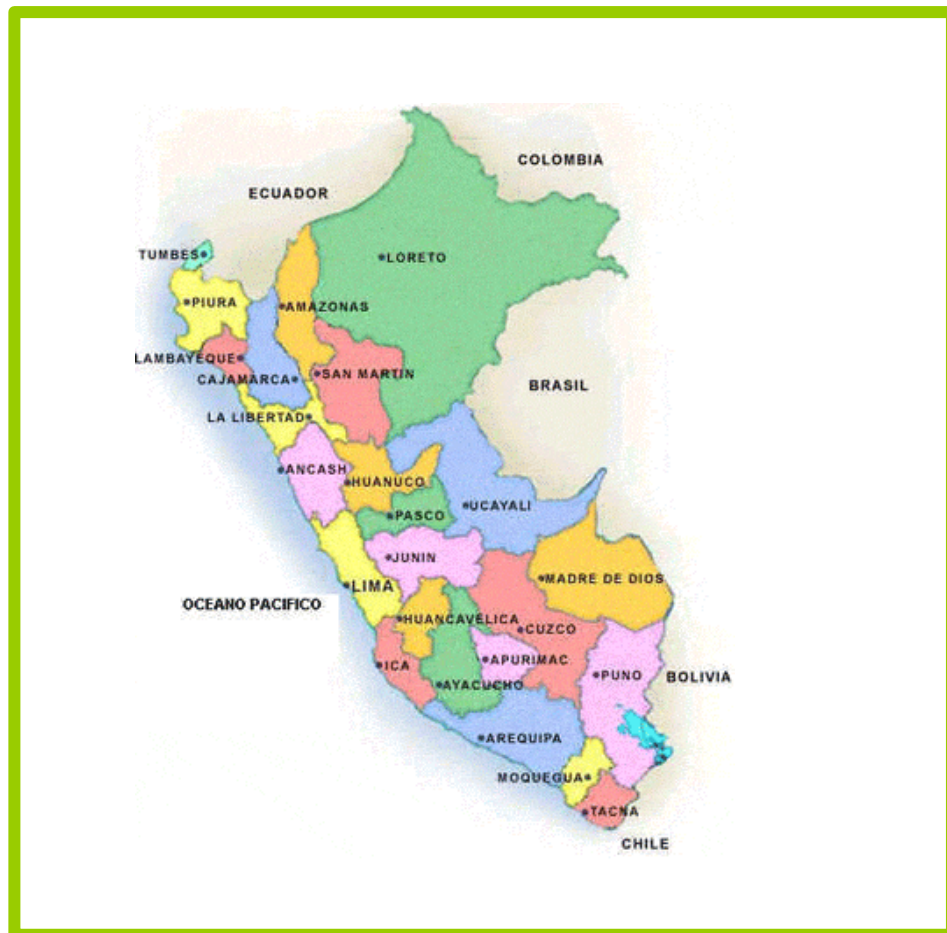 COLOMBIA
ECUADOR
TUMBES
LORETO
PIURA
AMAZONAS
LAMBAYEQUE
SAN MARTIN
CAJAMARCA
BRASIL
LA LIBERTAD
ANCASH
HUANUCO
UCAYALI
PASCO
JUNIN
MADRE DE DIOS
LIMA
OCEANO PACIFICO
HUANCAVELICA
CUZCO
APURIMAC
ICA
PUNO
BOLIVIA
AYACUCHO
AREQUIPA
MOQUEGUA
TACNA
CHILE